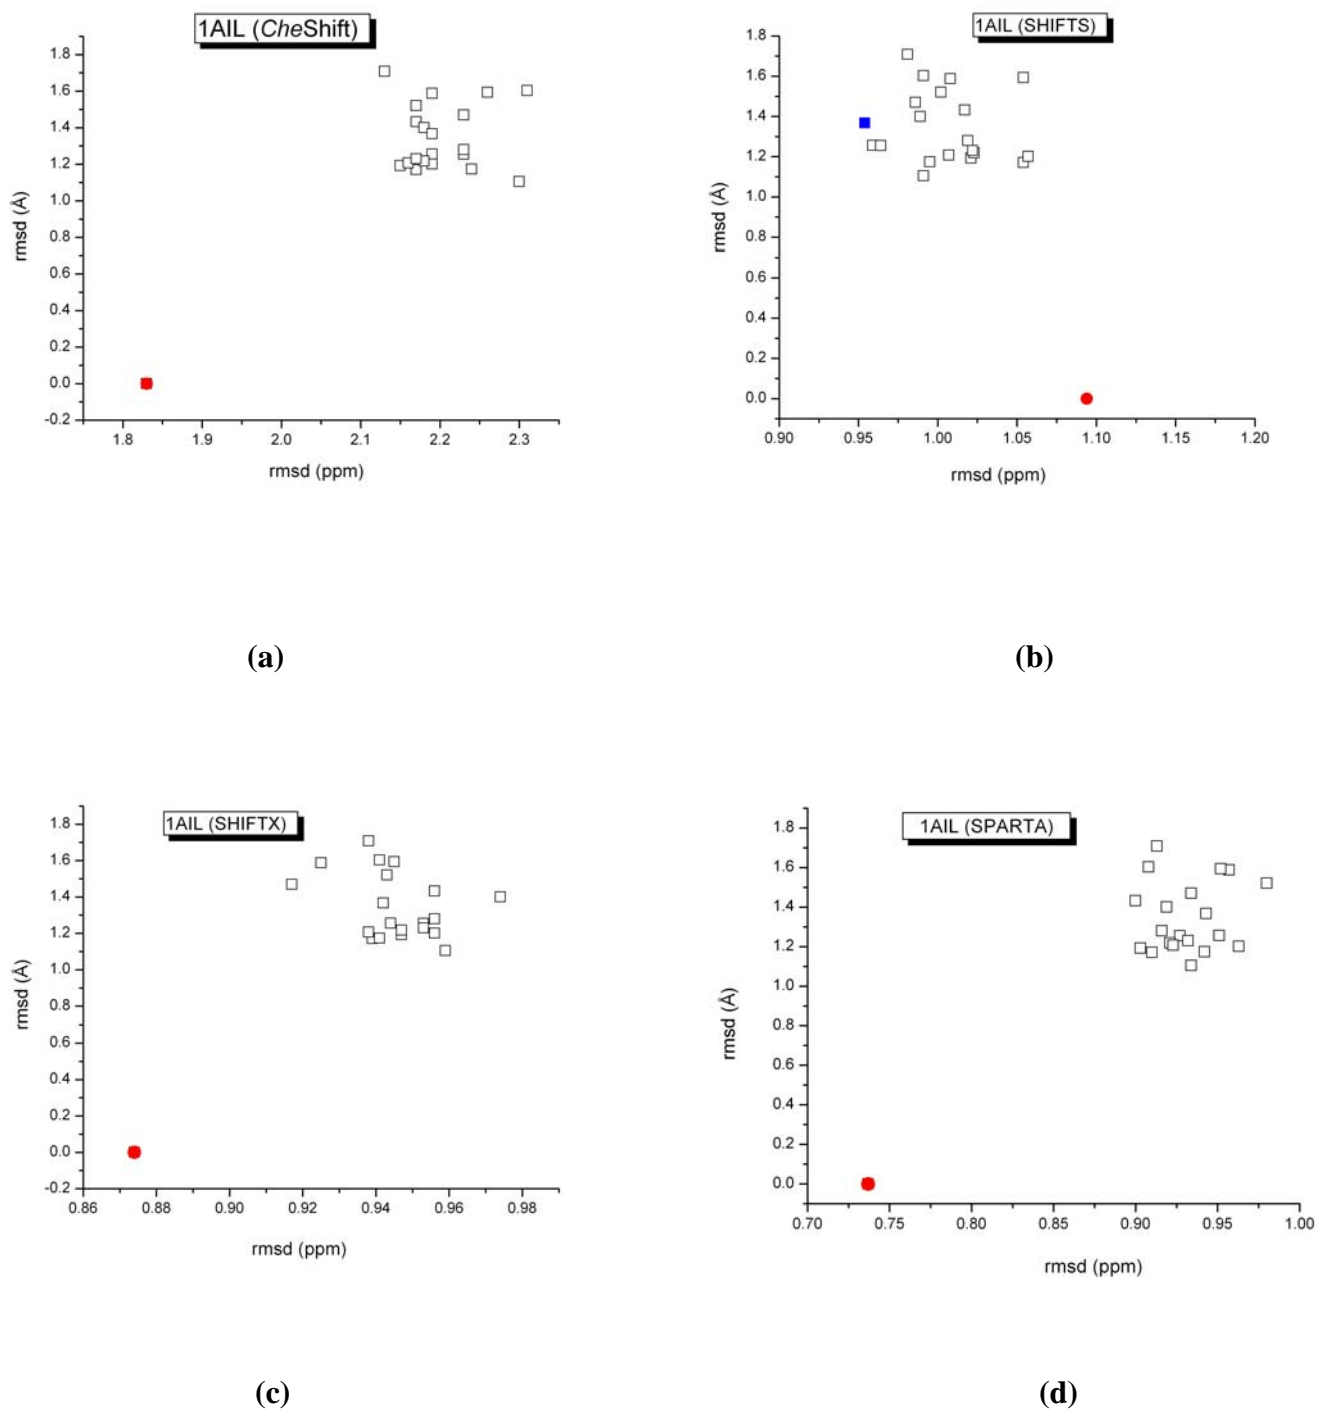 1AIL (CheShift)
1.8
1.6
1.4
1.2
1.0
0.8
0.6
0.4
0.2
0.0
-0.2
rmsd (Å)
1.8 1.9 2.0 2.1 2.2 2.3
rmsd (ppm)
(a)
1AIL (SHIFTS)
1.8
1.6
1.4
1.2
1.0
0.8
0.6
0.4
0.2
0.0
rmsd (Å)
0.90 0.95 1.00 1.05 1.10 1.15 1.20
rmsd (ppm)
(b)
1AIL (SHIFTX)
1.8
1.6
1.4
1.2
1.0
0.8
0.6
0.4
0.2
0.0
-0.2
rmsd (Å)
0.86 0.88 0.90 0.92 0.94 0.96 0.98
rmsd (ppm)
(c)
1AIL (SPARTA)
1.8
1.6
1.4
1.2
1.0
0.8
0.6
0.4
0.2
0.0
rmsd (Å)
0.70 0.75 0.80 0.85 0.90 0.95 1.00
rmsd (ppm)
(d)